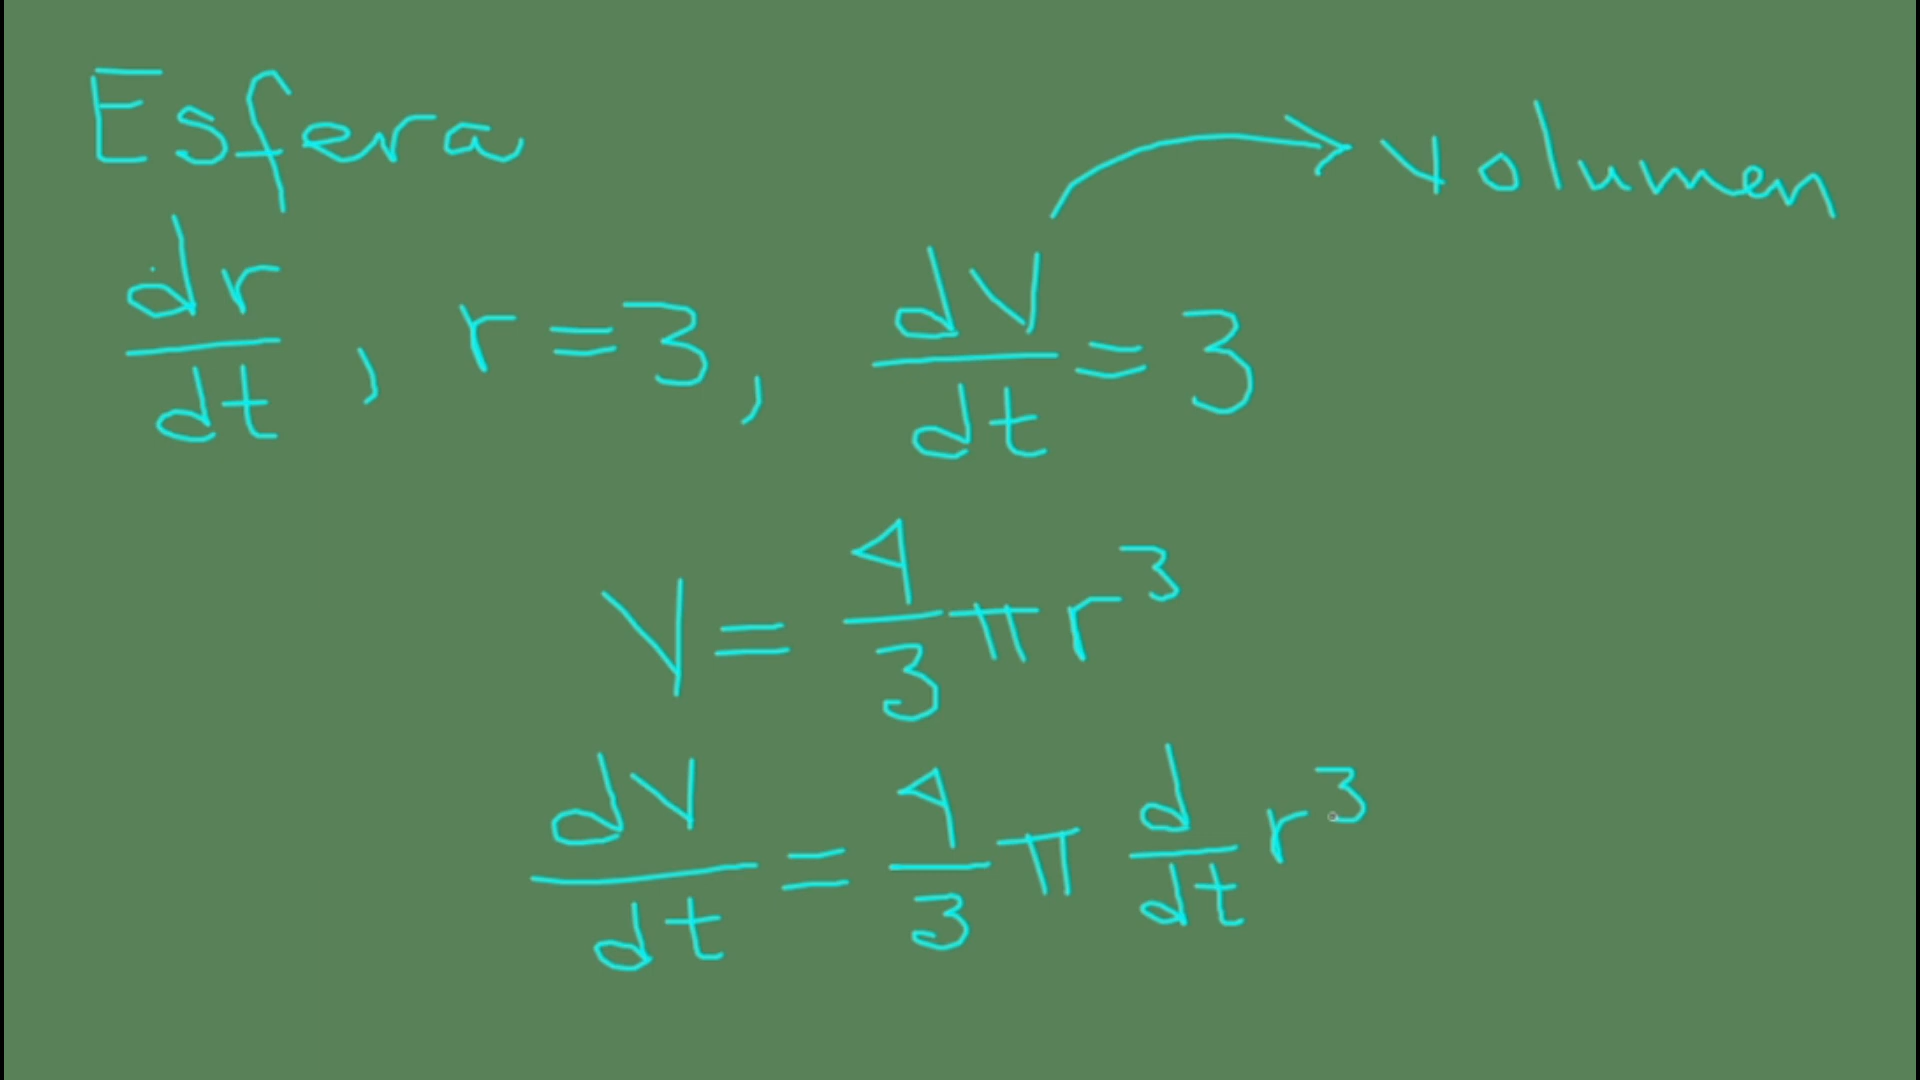 Esfera
→ volumen
dr/dt, r=3, dV/dt=3
V=4/3πr³
dV/dt=4/3π d/dt r³